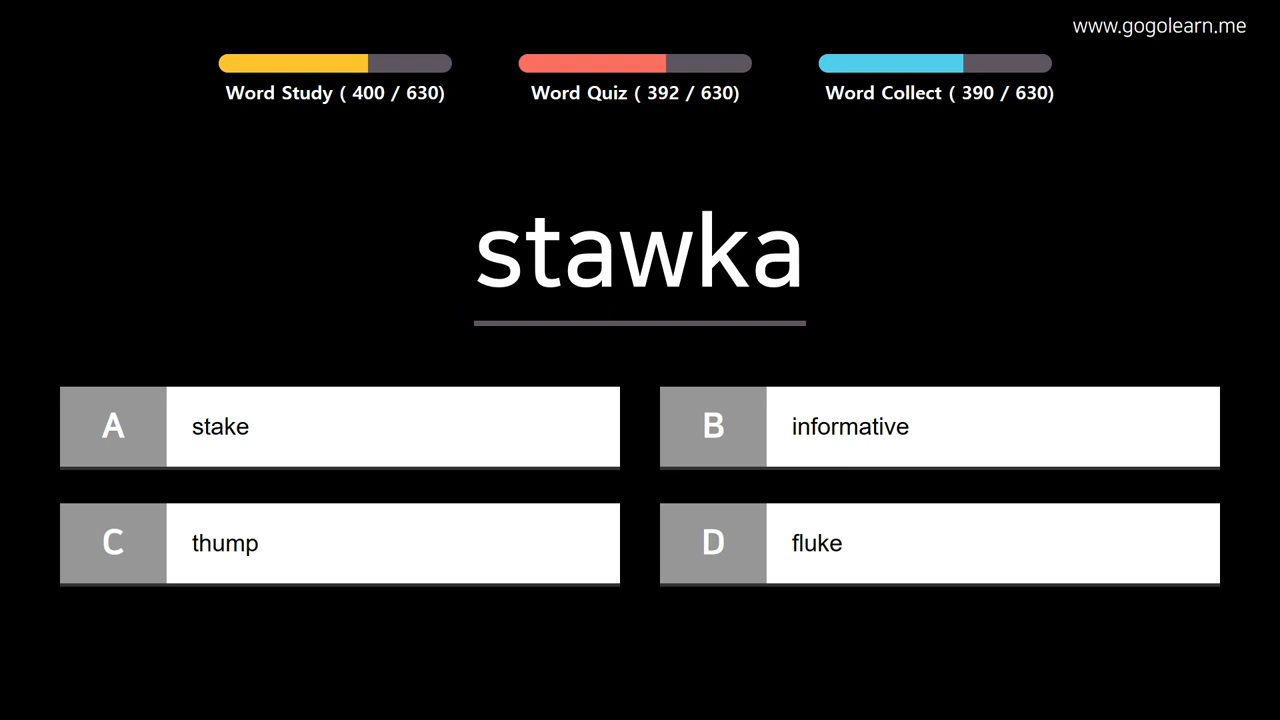 www.gogolearn.me
Word Study ( 400 / 630)
Word Quiz ( 392 / 630)
Word Collect ( 390 / 630)
stawka
A stake
B informative
C thump
D fluke